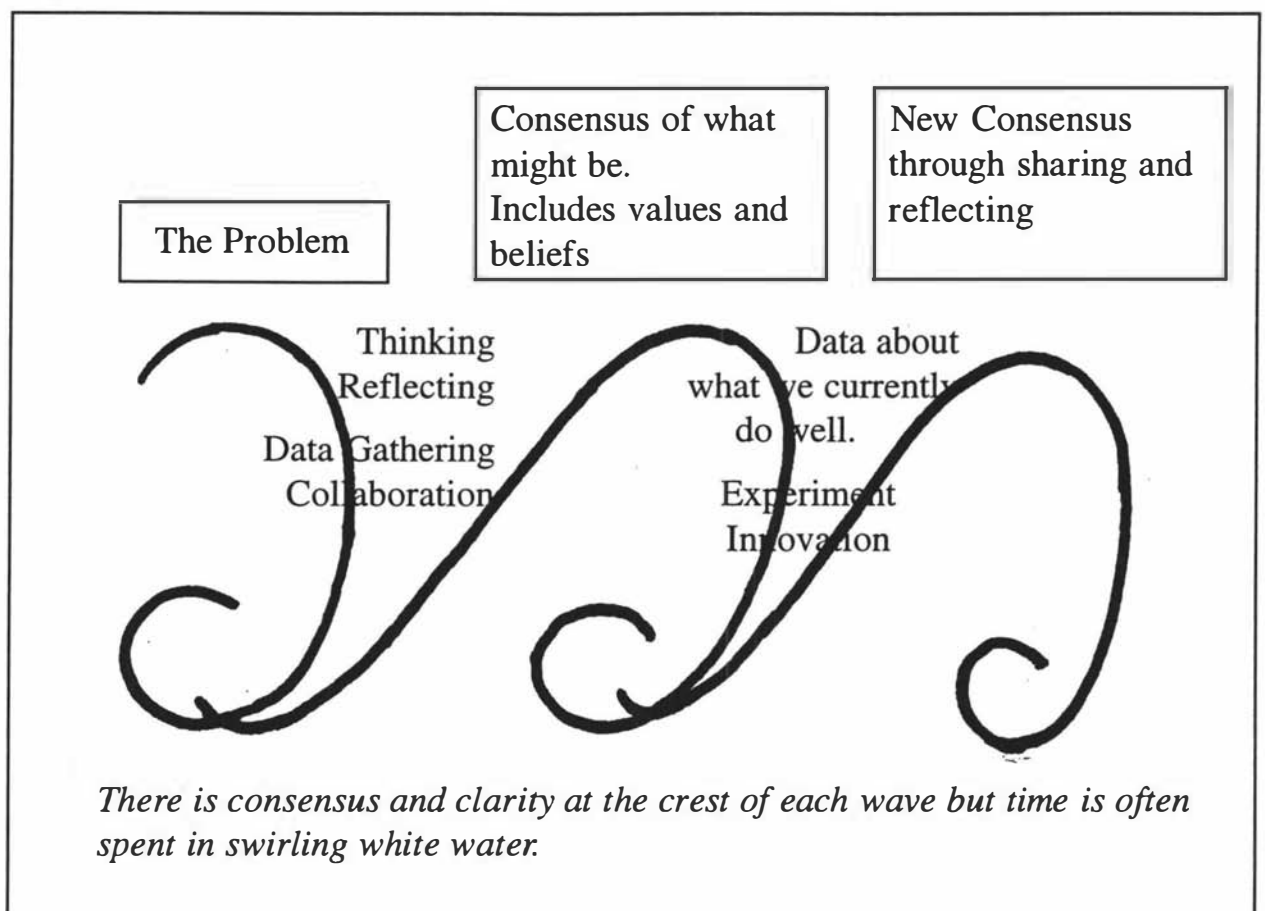 The Problem
Consensus of what
might be.
Includes values and
beliefs
New Consensus
through sharing and
reflecting
Thinking
Reflecting
Data Gathering
Collaboration
Data about
what we currently
do well.
Experiment
Innovation
There is consensus and clarity at the crest of each wave but time is often
spent in swirling white water.